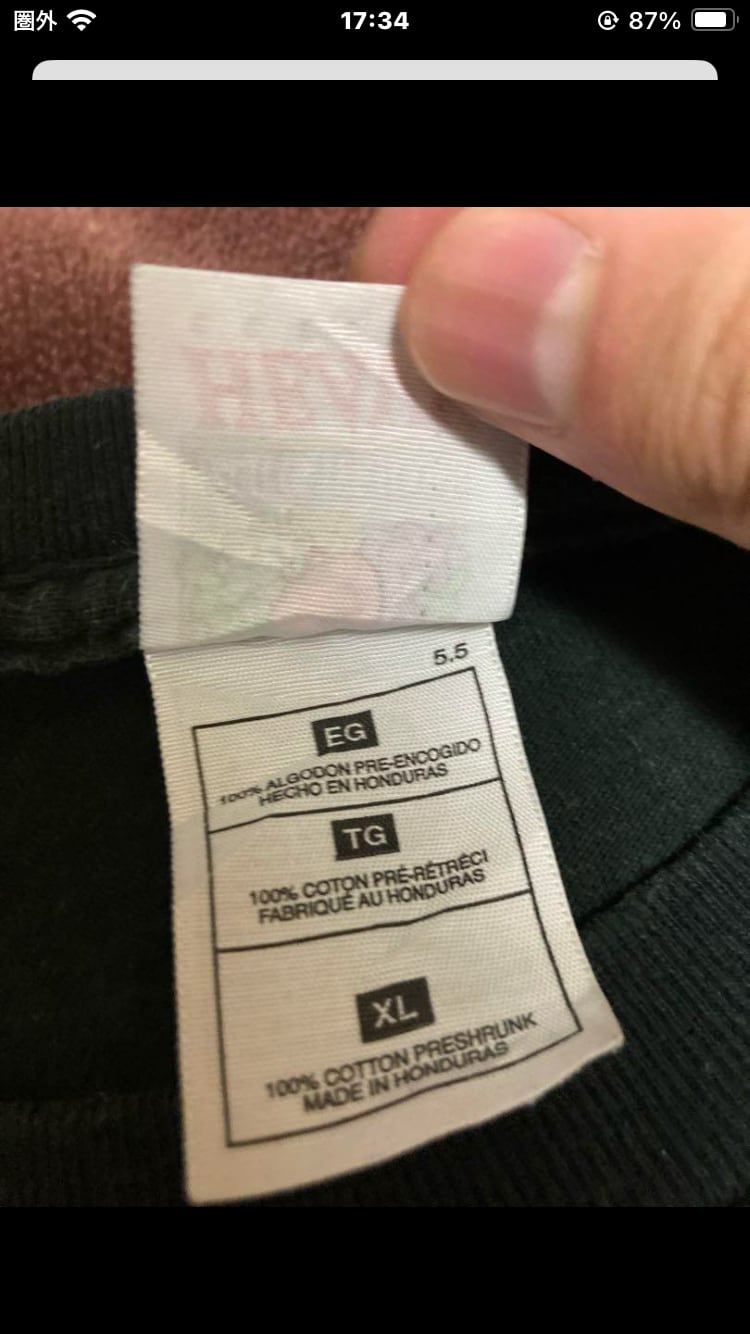 圏外
17:34
87%
5.5
EG
100% ALGODON PRE-ENCOGIDO
HECHO EN HONDURAS
TG
100% COTON PRÉ-RÉTRÉCI
FABRIQUÉ AU HONDURAS
XL
100% COTTON PRESHRUNK
MADE IN HONDURAS